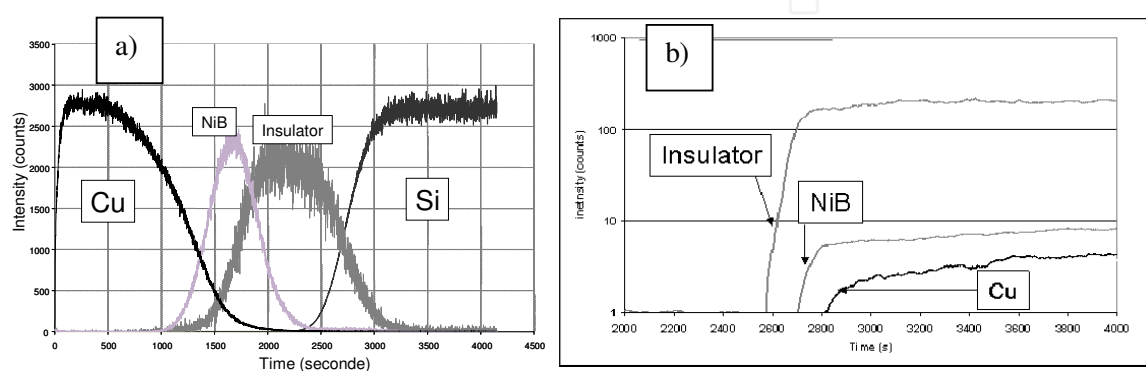 a)
3500
3000
2500
2000
1500
1000
500
0
Intensity (counts)
NiB
Insulator
Cu
Si
0 500 1000 1500 2000 2500 3000 3500 4000 4500
Time (seconde)
b)
1000
100
10
1
inetnsity (counts)
Insulator
NiB
Cu
2000 2200 2400 2600 2800 3000 3200 3400 3600 3800 4000
Time (s)